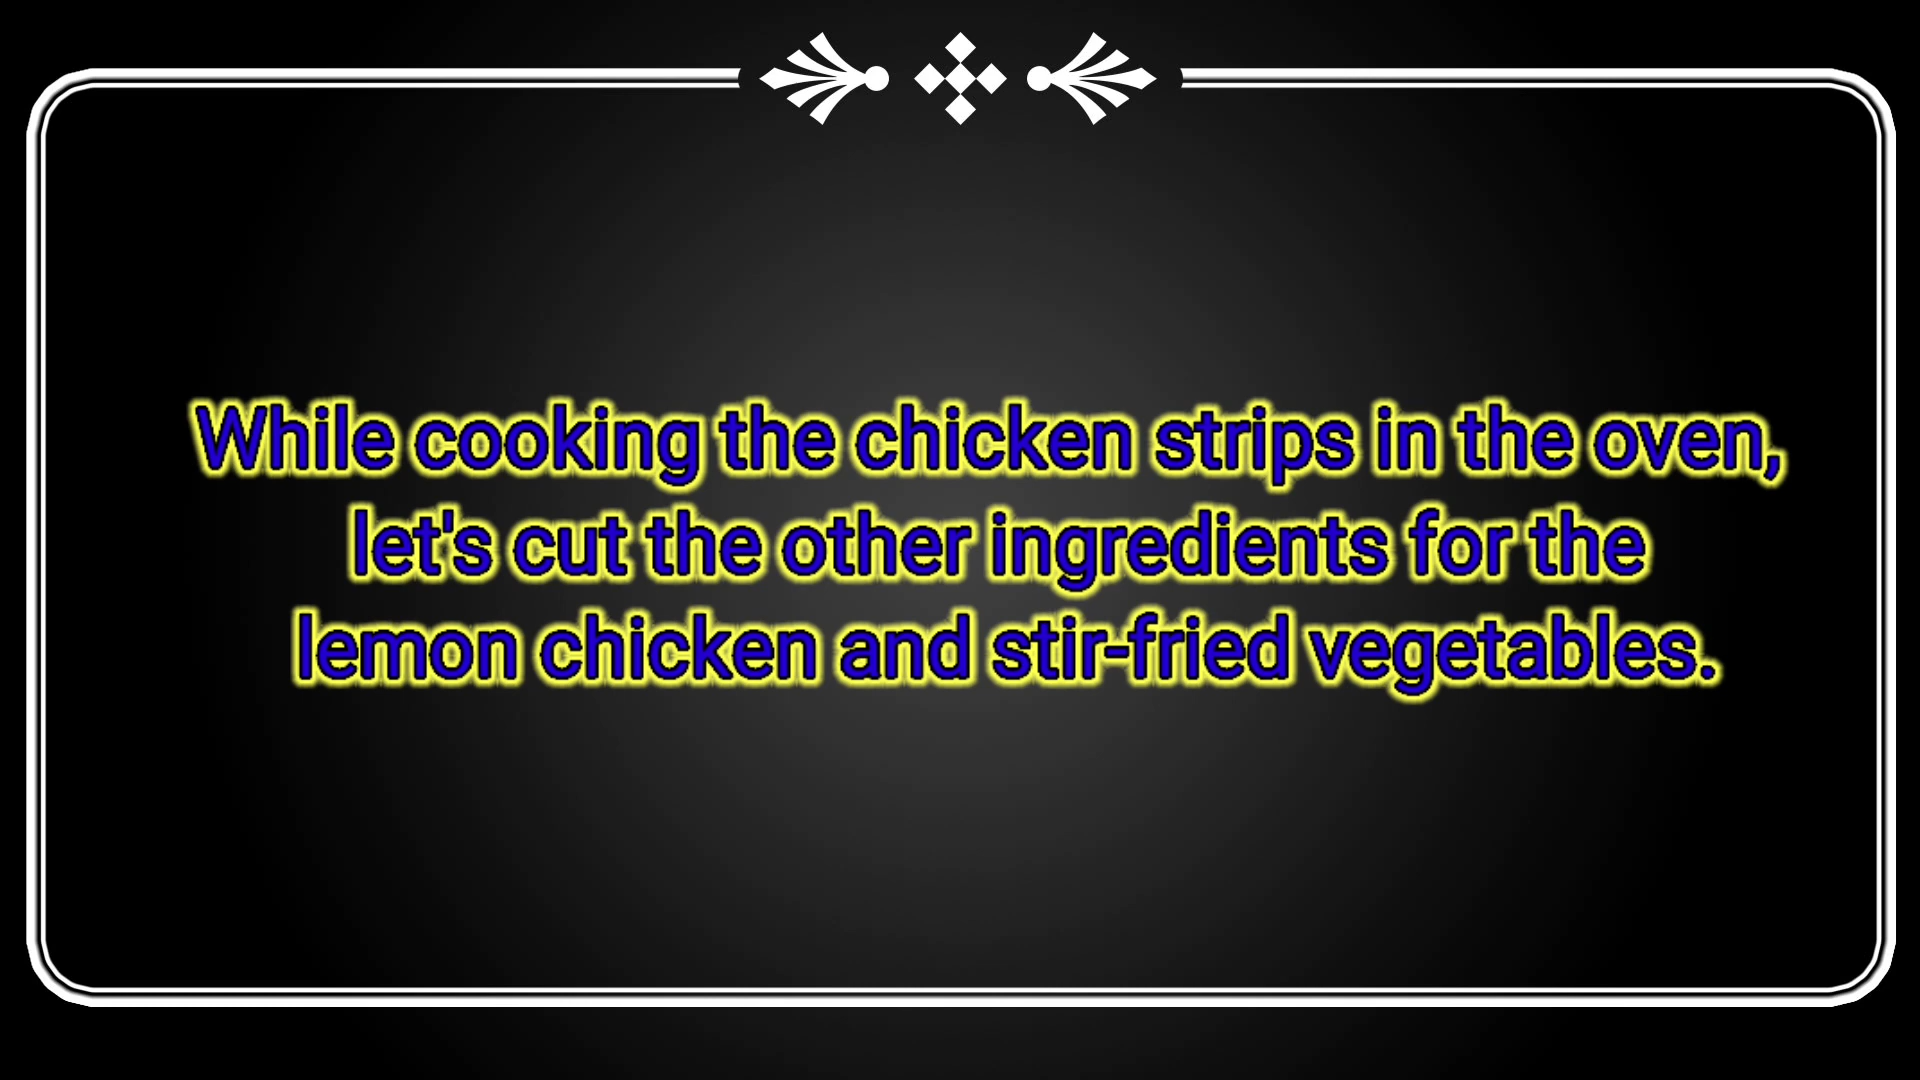 While cooking the chicken strips in the oven,
let's cut the other ingredients for the
lemon chicken and stir-fried vegetables.